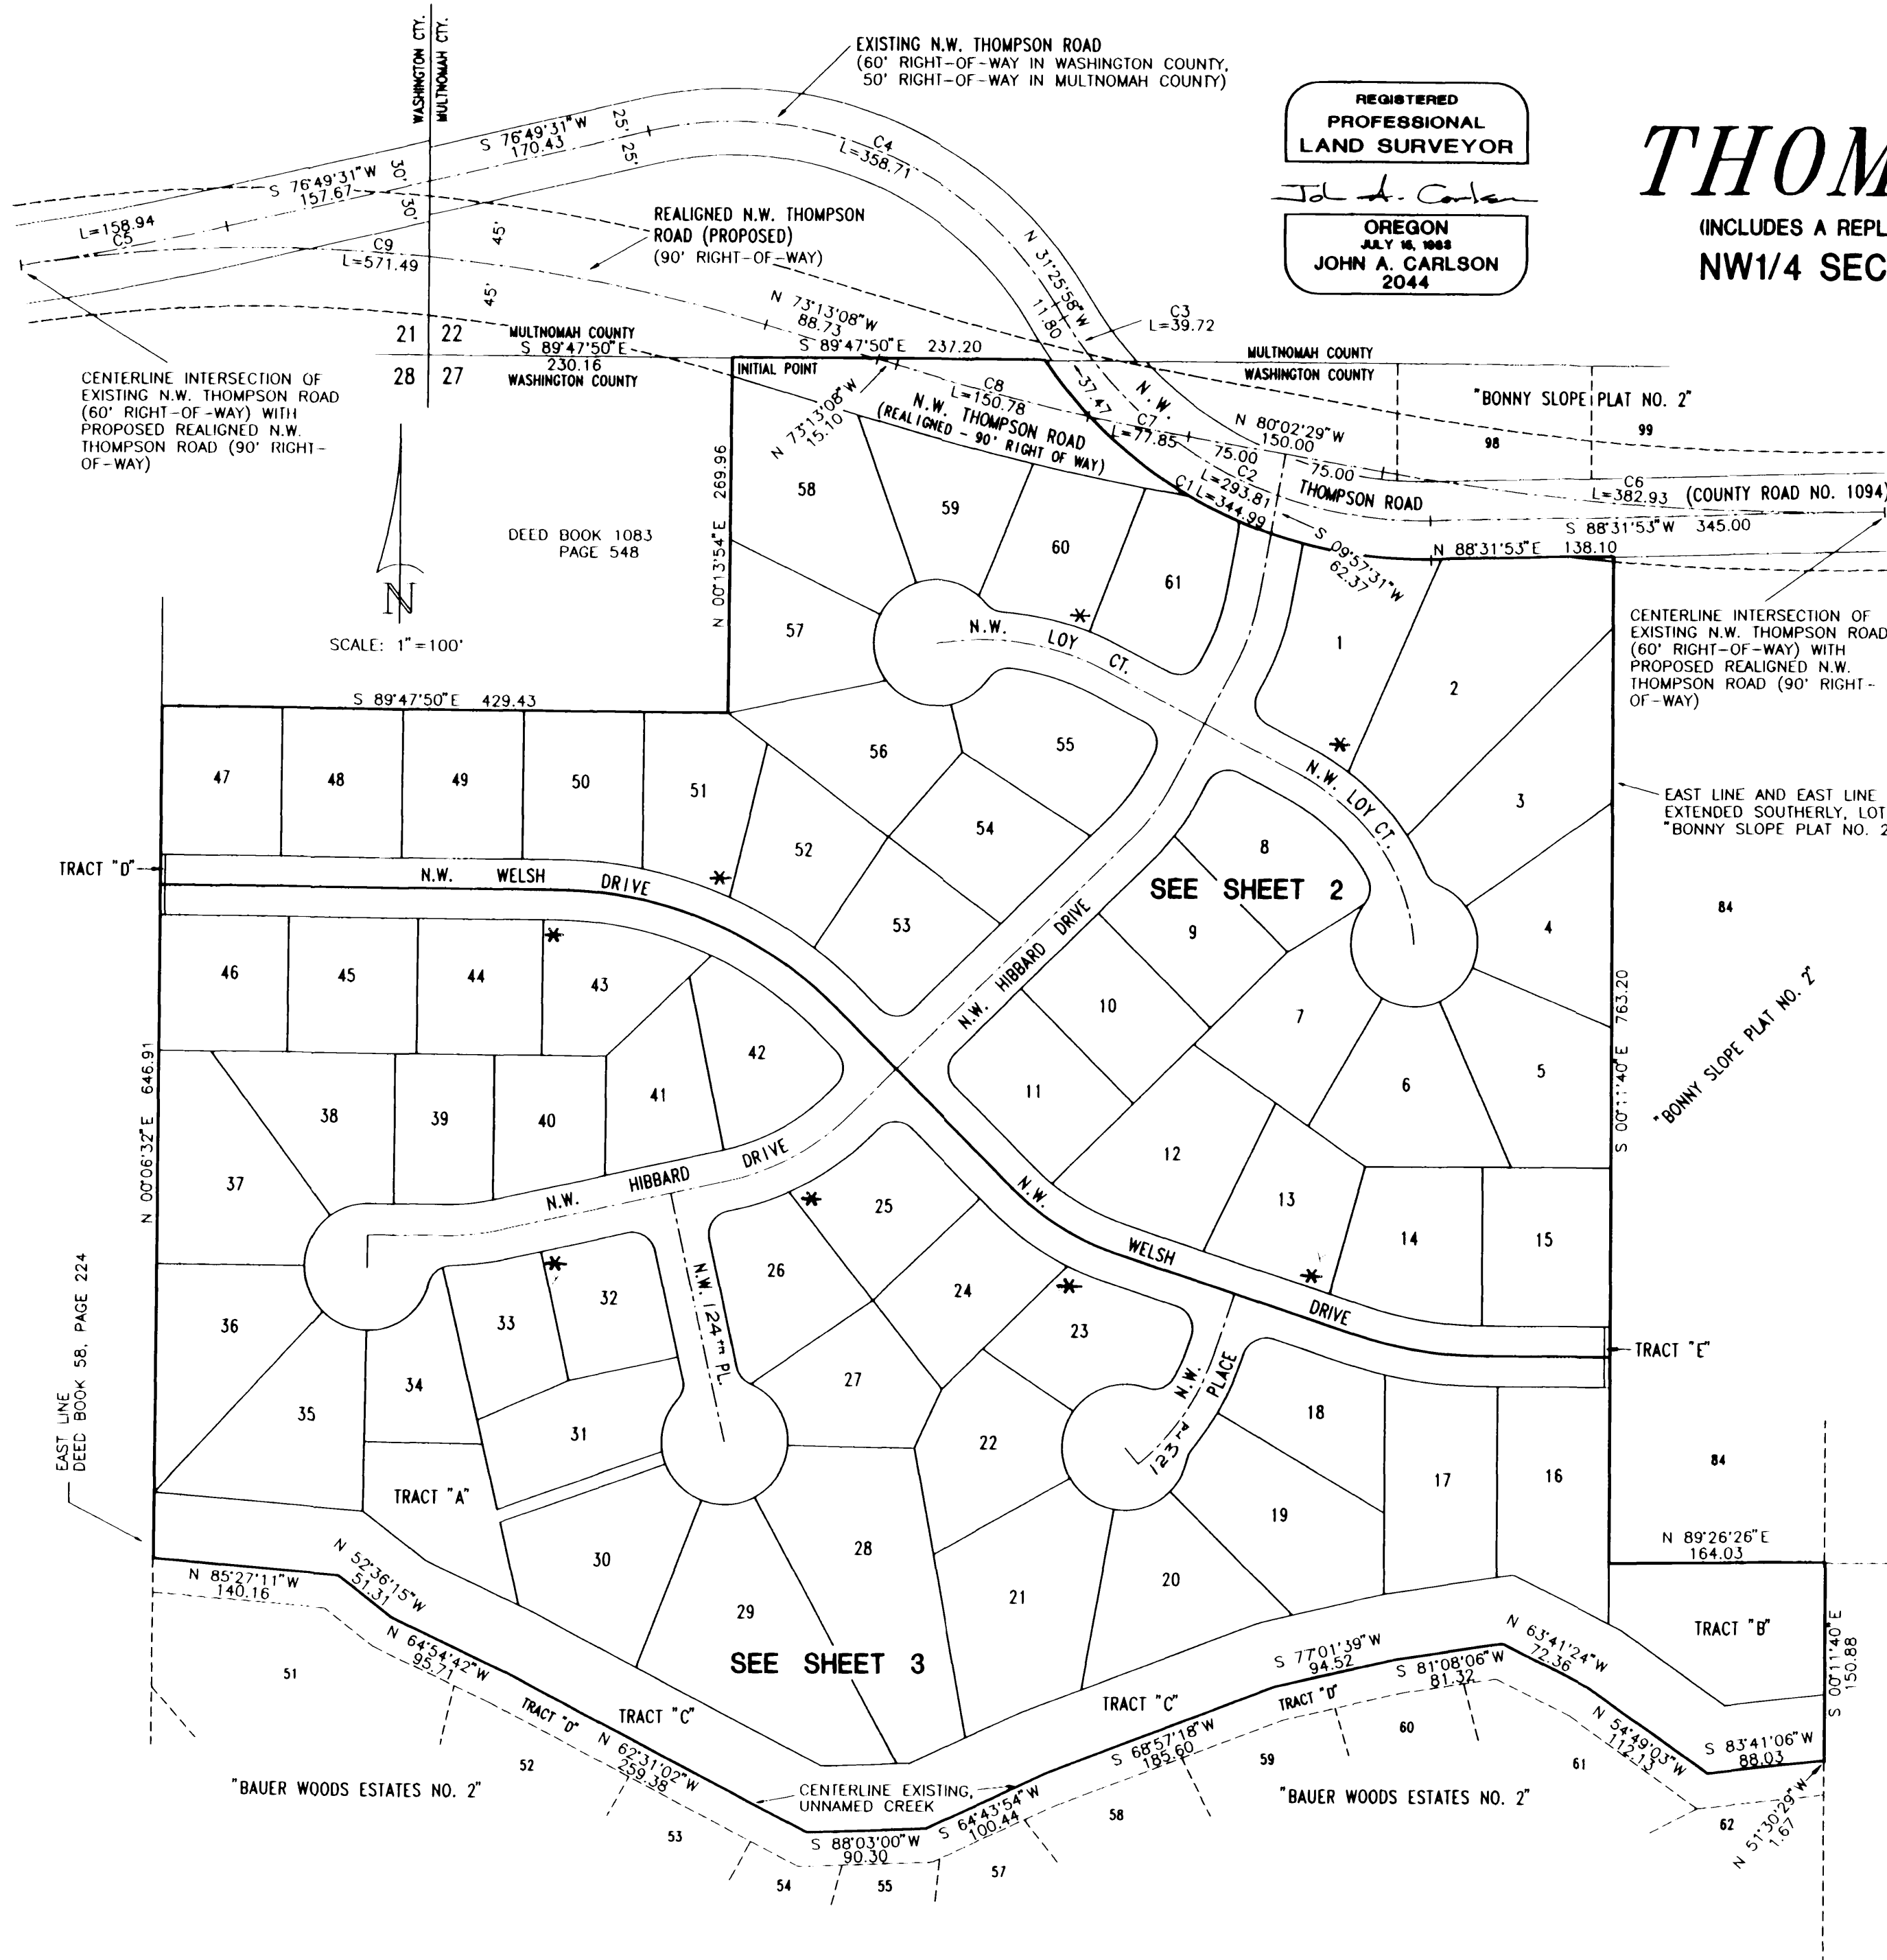 WASHINGTON CTY.
MULTNOMAH CTY.
EXISTING N.W. THOMPSON ROAD
(60' RIGHT-OF-WAY IN WASHINGTON COUNTY,
50' RIGHT-OF-WAY IN MULTNOMAH COUNTY)
REGISTERED
PROFESSIONAL
LAND SURVEYOR
John A. Carlson
OREGON
JULY 15, 1983
JOHN A. CARLSON
2044
THOM
(INCLUDES A REPL
NW1/4 SEC
S 76°49'31"W
170.43
25'
25'
C4
L=358.71
S 76°49'31"W
157.67
30'
30'
L=158.94
C5
C9
L=571.49
45'
45'
REALIGNED N.W. THOMPSON
ROAD (PROPOSED)
(90' RIGHT-OF-WAY)
N 31°25'58"W
11.80
C3
L=39.72
N 73°13'08"W
88.73
21
22
28
27
MULTNOMAH COUNTY
S 89°47'50"E
230.16
WASHINGTON COUNTY
S 89°47'50"E 237.20
MULTNOMAH COUNTY
WASHINGTON COUNTY
CENTERLINE INTERSECTION OF
EXISTING N.W. THOMPSON ROAD
(60' RIGHT-OF-WAY) WITH
PROPOSED REALIGNED N.W.
THOMPSON ROAD (90' RIGHT-
OF-WAY)
INITIAL POINT
N 73°13'08"W
15.10
C8
L=150.78
N.W. THOMPSON ROAD
(REALIGNED - 90' RIGHT OF WAY)
37.47
N.W.
C7
L=77.85
N 80°02'29"W
150.00
75.00
75.00
C2
L=293.81
C1 L=344.99
THOMPSON ROAD
"BONNY SLOPE PLAT NO. 2"
98
99
C6
L=382.93
(COUNTY ROAD NO. 1094)
S 88°31'53"W 345.00
N 88°31'53"E 138.10
S 09°57'31"W
62.37
N
SCALE: 1"=100'
DEED BOOK 1083
PAGE 548
N 00°13'54"E 269.96
58
59
60
61
57
N.W. LOY CT.
1
2
CENTERLINE INTERSECTION OF
EXISTING N.W. THOMPSON ROAD
(60' RIGHT-OF-WAY) WITH
PROPOSED REALIGNED N.W.
THOMPSON ROAD (90' RIGHT-
OF-WAY)
S 89°47'50"E 429.43
47
48
49
50
51
56
55
N.W. LOY CT.
3
EAST LINE AND EAST LINE
EXTENDED SOUTHERLY, LOT
"BONNY SLOPE PLAT NO. 2
52
54
8
TRACT "D"
N.W. WELSH DRIVE
SEE SHEET 2
84
53
9
4
N.W. HIBBARD DRIVE
46
45
44
43
10
7
S 00°11'40"E 763.20
"BONNY SLOPE PLAT NO. 2"
42
11
6
5
N 00°06'32"E 646.91
38
39
40
41
12
37
N.W. HIBBARD DRIVE
25
N.W. WELSH DRIVE
13
14
15
26
24
N.W. 124TH PL.
32
33
36
23
TRACT "E"
N.W. 123rd PLACE
EAST LINE
DEED BOOK 58, PAGE 224
34
35
27
18
31
22
17
16
84
TRACT "A"
19
N 89°26'26"E
164.03
30
28
20
21
29
TRACT "B"
S 00°11'40"E
150.88
N 85°27'11"W
140.16
N 52°36'15"W
51.31
N 64°54'42"W
95.71
SEE SHEET 3
S 77°01'39"W
94.52
S 81°08'06"W
81.32
N 63°41'24"W
72.36
51
TRACT "D"
TRACT "C"
TRACT "C"
TRACT "D"
60
N 54°49'03"W
112.13
S 83°41'06"W
88.03
52
N 62°31'02"W
259.38
S 68°57'18"W
185.60
59
61
"BAUER WOODS ESTATES NO. 2"
CENTERLINE EXISTING,
UNNAMED CREEK
"BAUER WOODS ESTATES NO. 2"
S 64°43'54"W
100.44
58
62
N 51°30'29"W
1.67
53
S 88°03'00"W
90.30
57
54
55